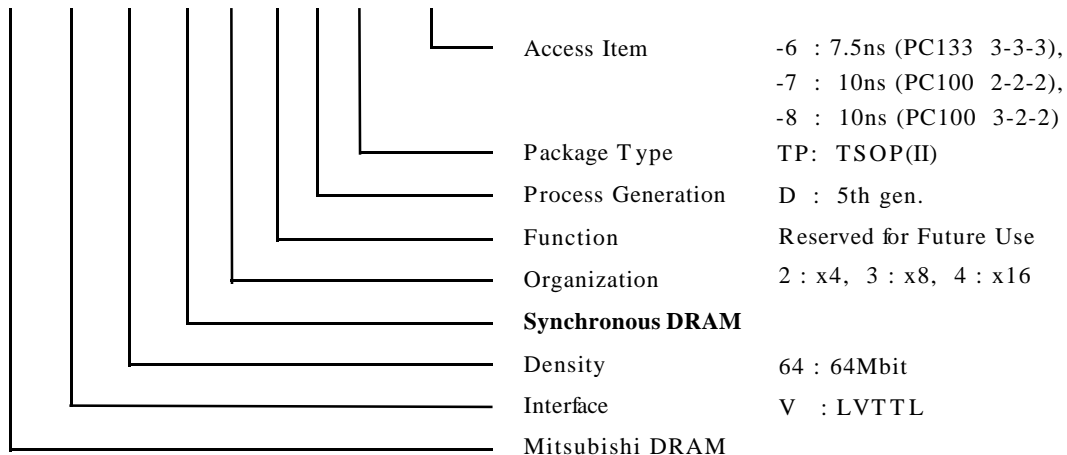 Access Item -6 : 7.5ns (PC133 3-3-3),
-7 : 10ns (PC100 2-2-2),
-8 : 10ns (PC100 3-2-2)
Package Type TP: TSOP(II)
Process Generation D : 5th gen.
Function Reserved for Future Use
Organization 2 : x4, 3 : x8, 4 : x16
Synchronous DRAM
Density 64 : 64Mbit
Interface V : LVTTL
Mitsubishi DRAM